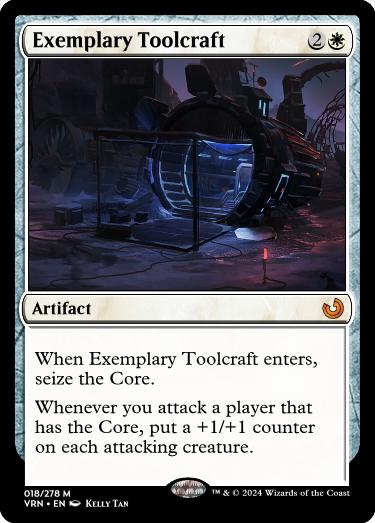 Exemplary Toolcraft 2
Artifact
When Exemplary Toolcraft enters,
seize the Core.
Whenever you attack a player that
has the Core, put a +1/+1 counter
on each attacking creature.
018/278 M
VRN • EN Kelly Tan
™ & © 2024 Wizards of the Coast